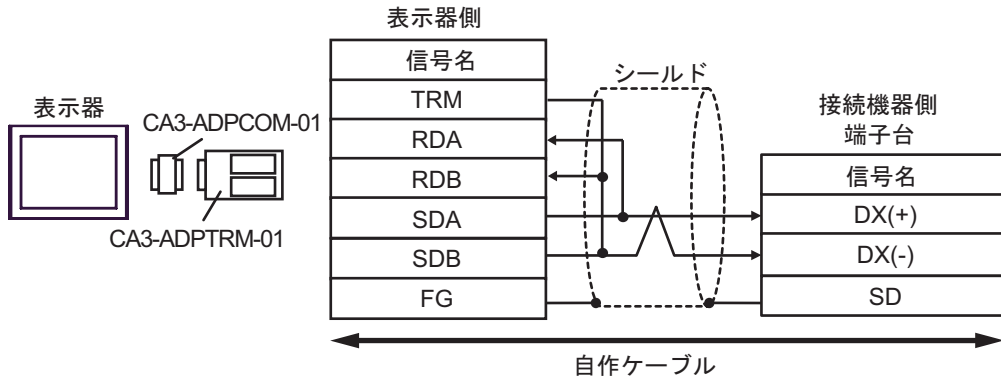 表示器側
信号名
TRM
RDA
RDB
SDA
SDB
FG
シールド
表示器
CA3-ADPCOM-01
CA3-ADPTRM-01
接続機器側
端子台
信号名
DX(+)
DX(-)
SD
自作ケーブル